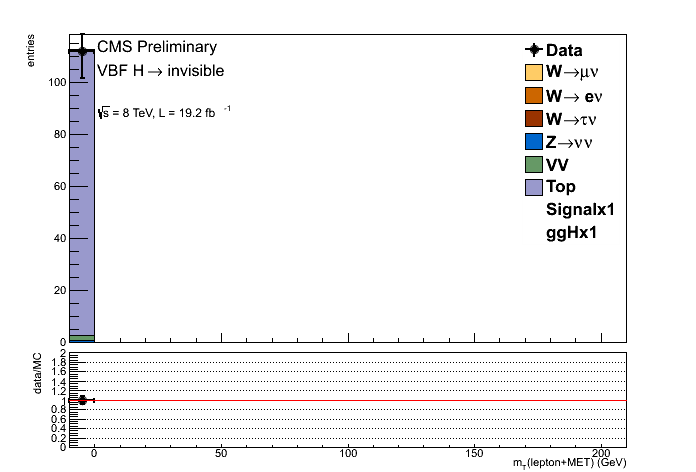 entries
CMS Preliminary
VBF H → invisible
√s = 8 TeV, L = 19.2 fb -1
Data
W→μν
W→ eν
W→τν
Z→νν
VV
Top
Signalx1
ggHx1
100
80
60
40
20
0
data/MC
2
1.8
1.6
1.4
1.2
1
0.8
0.6
0.4
0.2
0
0 50 100 150 200
mT(lepton+MET) (GeV)